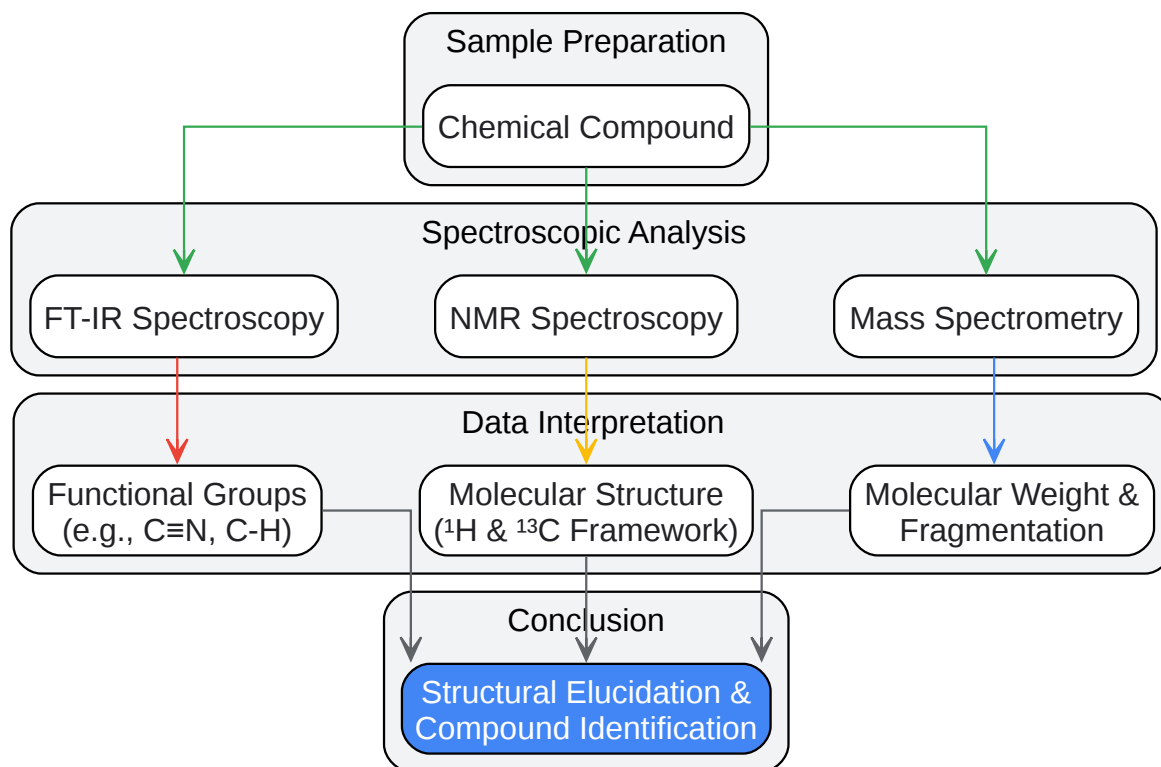 Sample Preparation
Chemical Compound
Spectroscopic Analysis
FT-IR Spectroscopy
NMR Spectroscopy
Mass Spectrometry
Data Interpretation
Functional Groups
(e.g., C≡N, C-H)
Molecular Structure
(¹H & ¹³C Framework)
Molecular Weight &
Fragmentation
Conclusion
Structural Elucidation &
Compound Identification